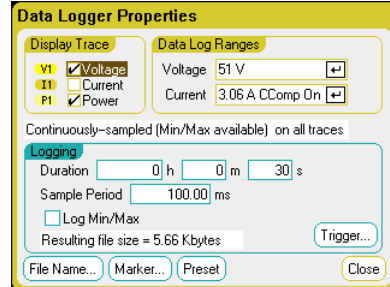 Data Logger Properties
Display Trace
V1 Voltage
I1 Current
P1 Power
Data Log Ranges
Voltage 51 V
Current 3.06 A CComp On
Continuously-sampled (Min/Max available) on all traces
Logging
Duration 0 h 0 m 30 s
Sample Period 100.00 ms
Log Min/Max
Resulting file size = 5.66 Kbytes
Trigger...
File Name... Marker... Preset Close